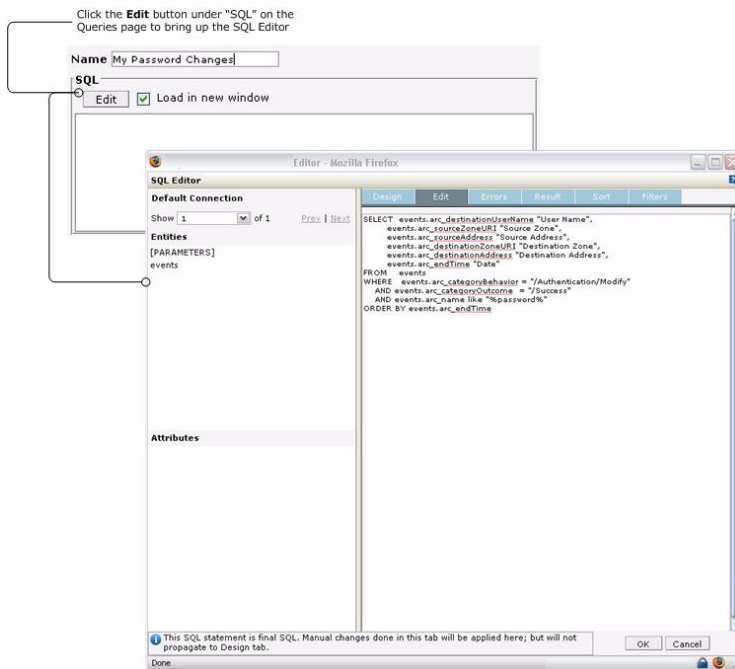 Click the Edit button under “SQL” on the
Queries page to bring up the SQL Editor
Name My Password Changes
SQL
Edit Load in new window
Editor - Mozilla Firefox
SQL Editor
Default Connection
Show 1 of 1 Prev | Next
Entities
[PARAMETERS]
events
Attributes
Design Edit Errors Result Sort Filters
SELECT events.arc_destinationUserName "User Name",
events.arc_sourceZoneURI "Source Zone",
events.arc_sourceAddress "Source Address",
events.arc_destinationZoneURI "Destination Zone",
events.arc_destinationAddress "Destination Address",
events.arc_endTime "Date"
FROM events
WHERE events.arc_categoryBehavior = "/Authentication/Modify"
AND events.arc_categoryOutcome = "/Success"
AND events.arc_name like "%password%"
ORDER BY events.arc_endTime
This SQL statement is final SQL. Manual changes done in this tab will be applied here; but will not
propagate to Design tab.
OK Cancel
Done